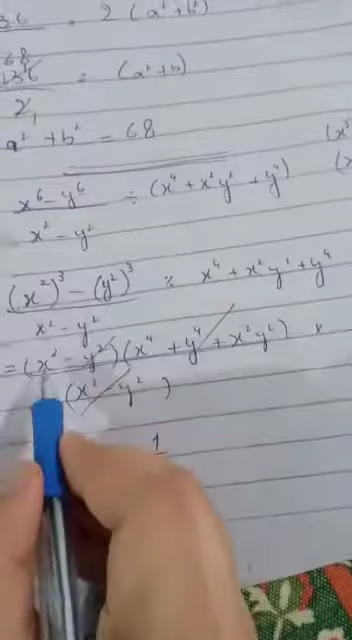 136 = 2 (a² + b²)
68
136 = (a² + b)
2,
a² + b² = 68
x⁶ - y⁶ ÷ (x⁴ + x²y² + y⁴)
x² - y²
(x²)³ - (y²)³ % x⁴ + x²y² + y⁴
x² - y²
= (x² - y²)(x⁴ + y⁴ + x²y²) x
(x² - y²)
1